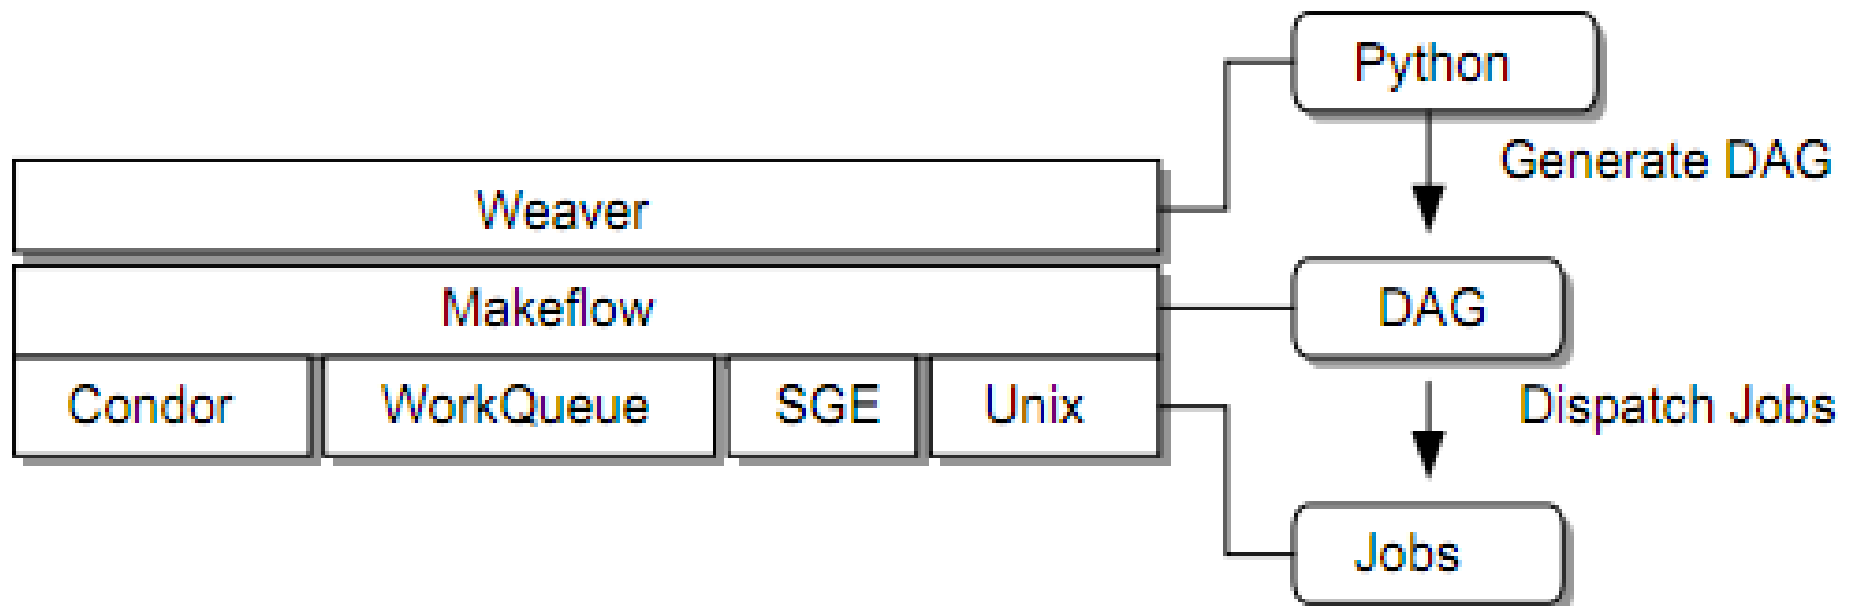 Python
Generate DAG
Weaver
Makeflow
DAG
Condor
WorkQueue
SGE
Unix
Dispatch Jobs
Jobs